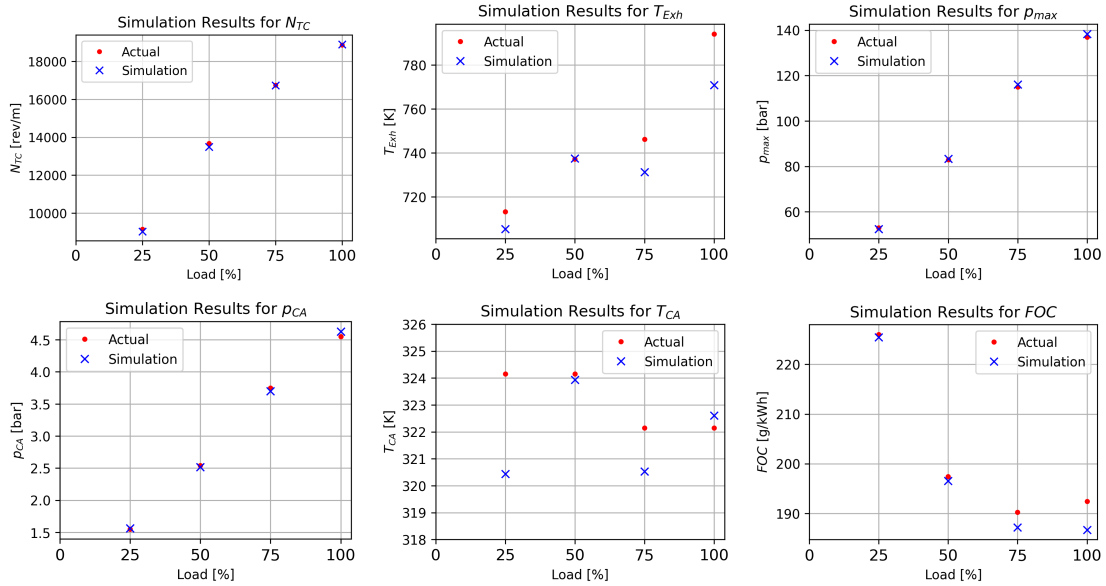 Simulation Results for N_TC
Actual
Simulation
N_TC [rev/m]
18000
16000
14000
12000
10000
0
25
50
75
100
Load [%]
Simulation Results for T_Exh
Actual
Simulation
T_Exh [K]
780
760
740
720
0
25
50
75
100
Load [%]
Simulation Results for p_max
Actual
Simulation
p_max [bar]
140
120
100
80
60
0
25
50
75
100
Load [%]
Simulation Results for p_CA
Actual
Simulation
p_CA [bar]
4.5
4.0
3.5
3.0
2.5
2.0
1.5
0
25
50
75
100
Load [%]
Simulation Results for T_CA
Actual
Simulation
T_CA [K]
326
325
324
323
322
321
320
319
318
0
25
50
75
100
Load [%]
Simulation Results for FOC
Actual
Simulation
FOC [g/kWh]
220
210
200
190
0
25
50
75
100
Load [%]